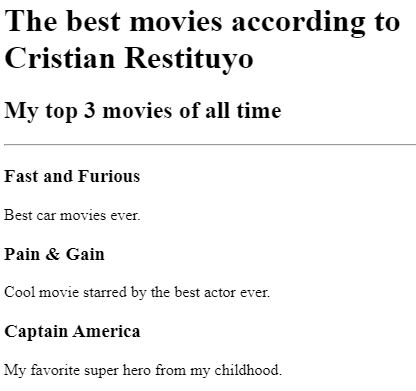 The best movies according to
Cristian Restituyo
My top 3 movies of all time
Fast and Furious
Best car movies ever.
Pain & Gain
Cool movie starred by the best actor ever.
Captain America
My favorite super hero from my childhood.